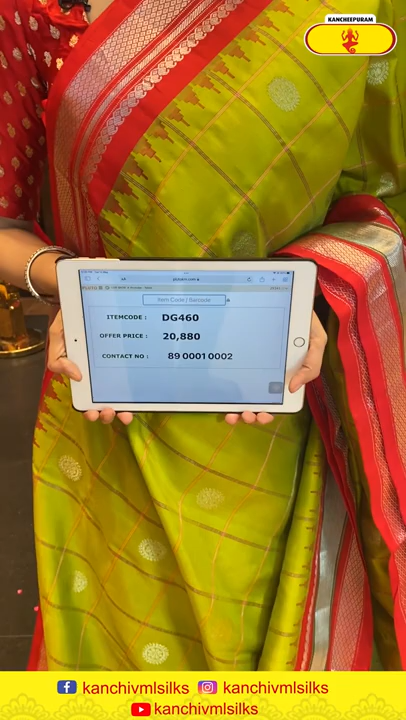 KANCHEEPURAM
Item Code | Barcode
ITEMCODE : DG460
OFFER PRICE : 20,880
CONTACT NO : 89 0001 0002
kanchivmlsilks kanchivmlsilks
kanchivmlsilks